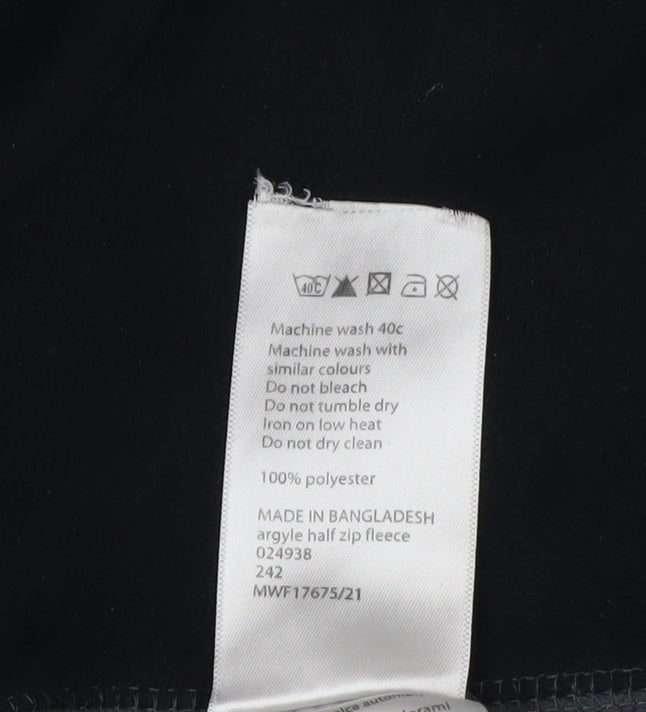 40C
Machine wash 40c
Machine wash with
similar colours
Do not bleach
Do not tumble dry
Iron on low heat
Do not dry clean
100% polyester
MADE IN BANGLADESH
argyle half zip fleece
024938
242
MWF17675/21